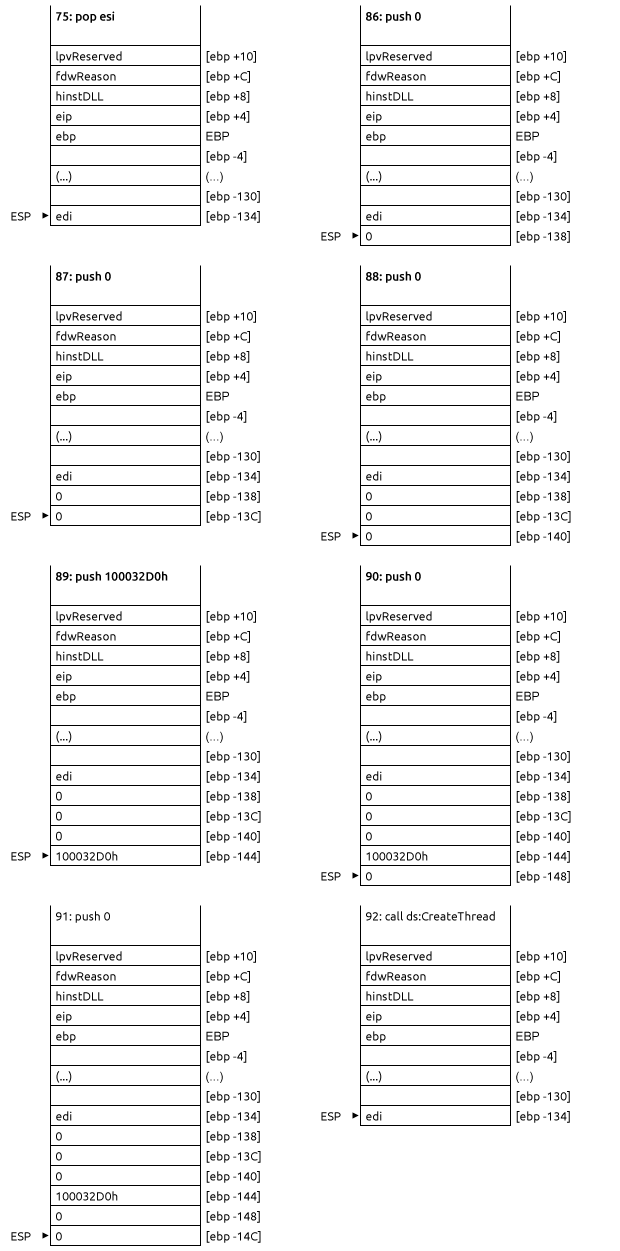 75: pop esi
lpvReserved [ebp +10]
fdwReason [ebp +C]
hinstDLL [ebp +8]
eip [ebp +4]
ebp EBP
[ebp -4]
(...) (...)
[ebp -130]
ESP edi [ebp -134]
86: push 0
lpvReserved [ebp +10]
fdwReason [ebp +C]
hinstDLL [ebp +8]
eip [ebp +4]
ebp EBP
[ebp -4]
(...) (...)
[ebp -130]
edi [ebp -134]
ESP 0 [ebp -138]
87: push 0
lpvReserved [ebp +10]
fdwReason [ebp +C]
hinstDLL [ebp +8]
eip [ebp +4]
ebp EBP
[ebp -4]
(...) (...)
[ebp -130]
edi [ebp -134]
0 [ebp -138]
ESP 0 [ebp -13C]
88: push 0
lpvReserved [ebp +10]
fdwReason [ebp +C]
hinstDLL [ebp +8]
eip [ebp +4]
ebp EBP
[ebp -4]
(...) (...)
[ebp -130]
edi [ebp -134]
0 [ebp -138]
0 [ebp -13C]
ESP 0 [ebp -140]
89: push 100032D0h
lpvReserved [ebp +10]
fdwReason [ebp +C]
hinstDLL [ebp +8]
eip [ebp +4]
ebp EBP
[ebp -4]
(...) (...)
[ebp -130]
edi [ebp -134]
0 [ebp -138]
0 [ebp -13C]
0 [ebp -140]
ESP 100032D0h [ebp -144]
90: push 0
lpvReserved [ebp +10]
fdwReason [ebp +C]
hinstDLL [ebp +8]
eip [ebp +4]
ebp EBP
[ebp -4]
(...) (...)
[ebp -130]
edi [ebp -134]
0 [ebp -138]
0 [ebp -13C]
0 [ebp -140]
100032D0h [ebp -144]
ESP 0 [ebp -148]
91: push 0
lpvReserved [ebp +10]
fdwReason [ebp +C]
hinstDLL [ebp +8]
eip [ebp +4]
ebp EBP
[ebp -4]
(...) (...)
[ebp -130]
edi [ebp -134]
0 [ebp -138]
0 [ebp -13C]
0 [ebp -140]
100032D0h [ebp -144]
0 [ebp -148]
ESP 0 [ebp -14C]
92: call ds:CreateThread
lpvReserved [ebp +10]
fdwReason [ebp +C]
hinstDLL [ebp +8]
eip [ebp +4]
ebp EBP
[ebp -4]
(...) (...)
[ebp -130]
ESP edi [ebp -134]